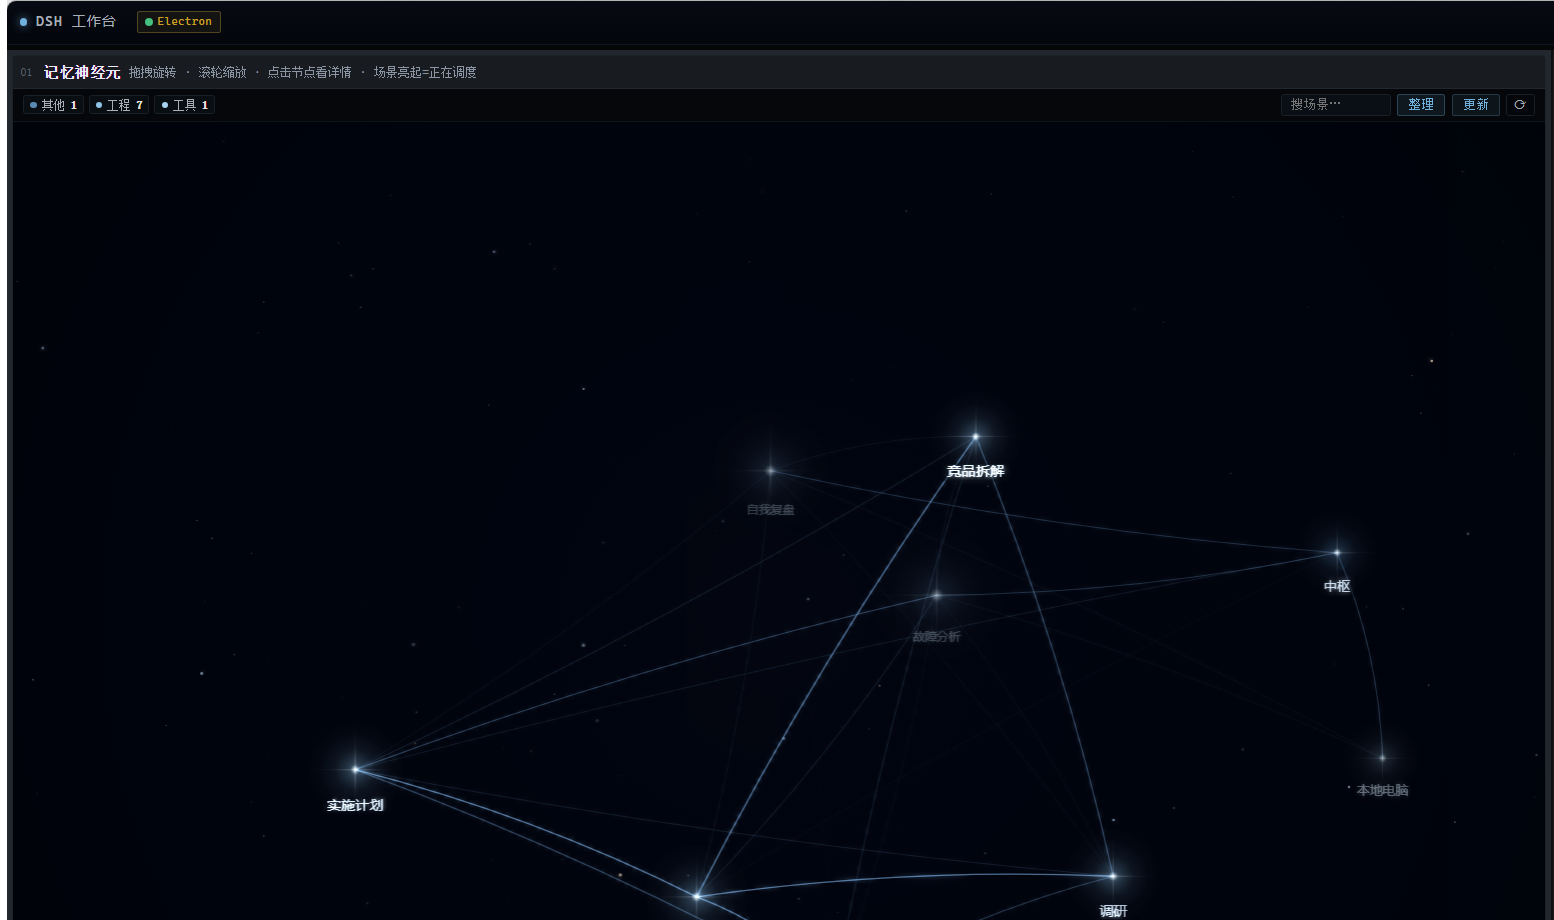 DSH 工作台 Electron
01 记忆神经元 拖拽旋转 · 滚轮缩放 · 点击节点看详情 · 场景亮起=正在调度
其他 1 工程 7 工具 1 搜场景… 整理 更新
竞品拆解
自我复盘
中枢
故障分析
本地电脑
实施计划
调研